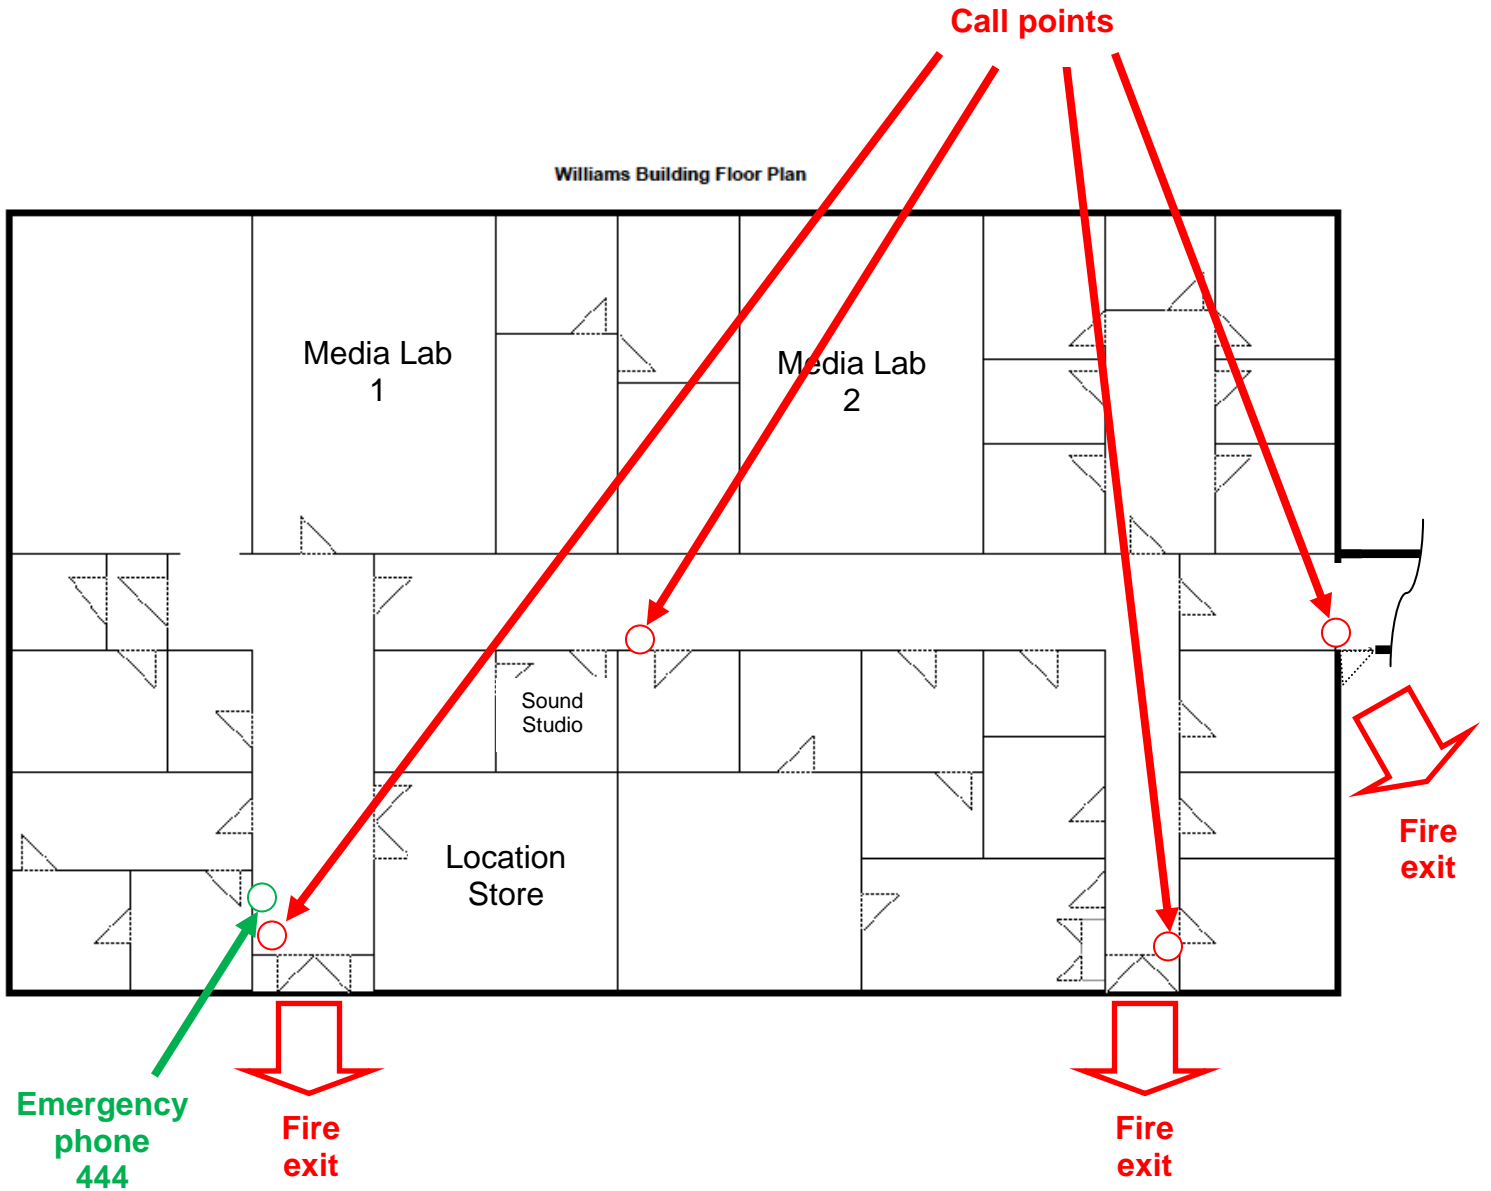 Call points
Williams Building Floor Plan
Media Lab
1
Media Lab
2
Sound
Studio
Location
Store
Fire
exit
Emergency
phone
444
Fire
exit
Fire
exit